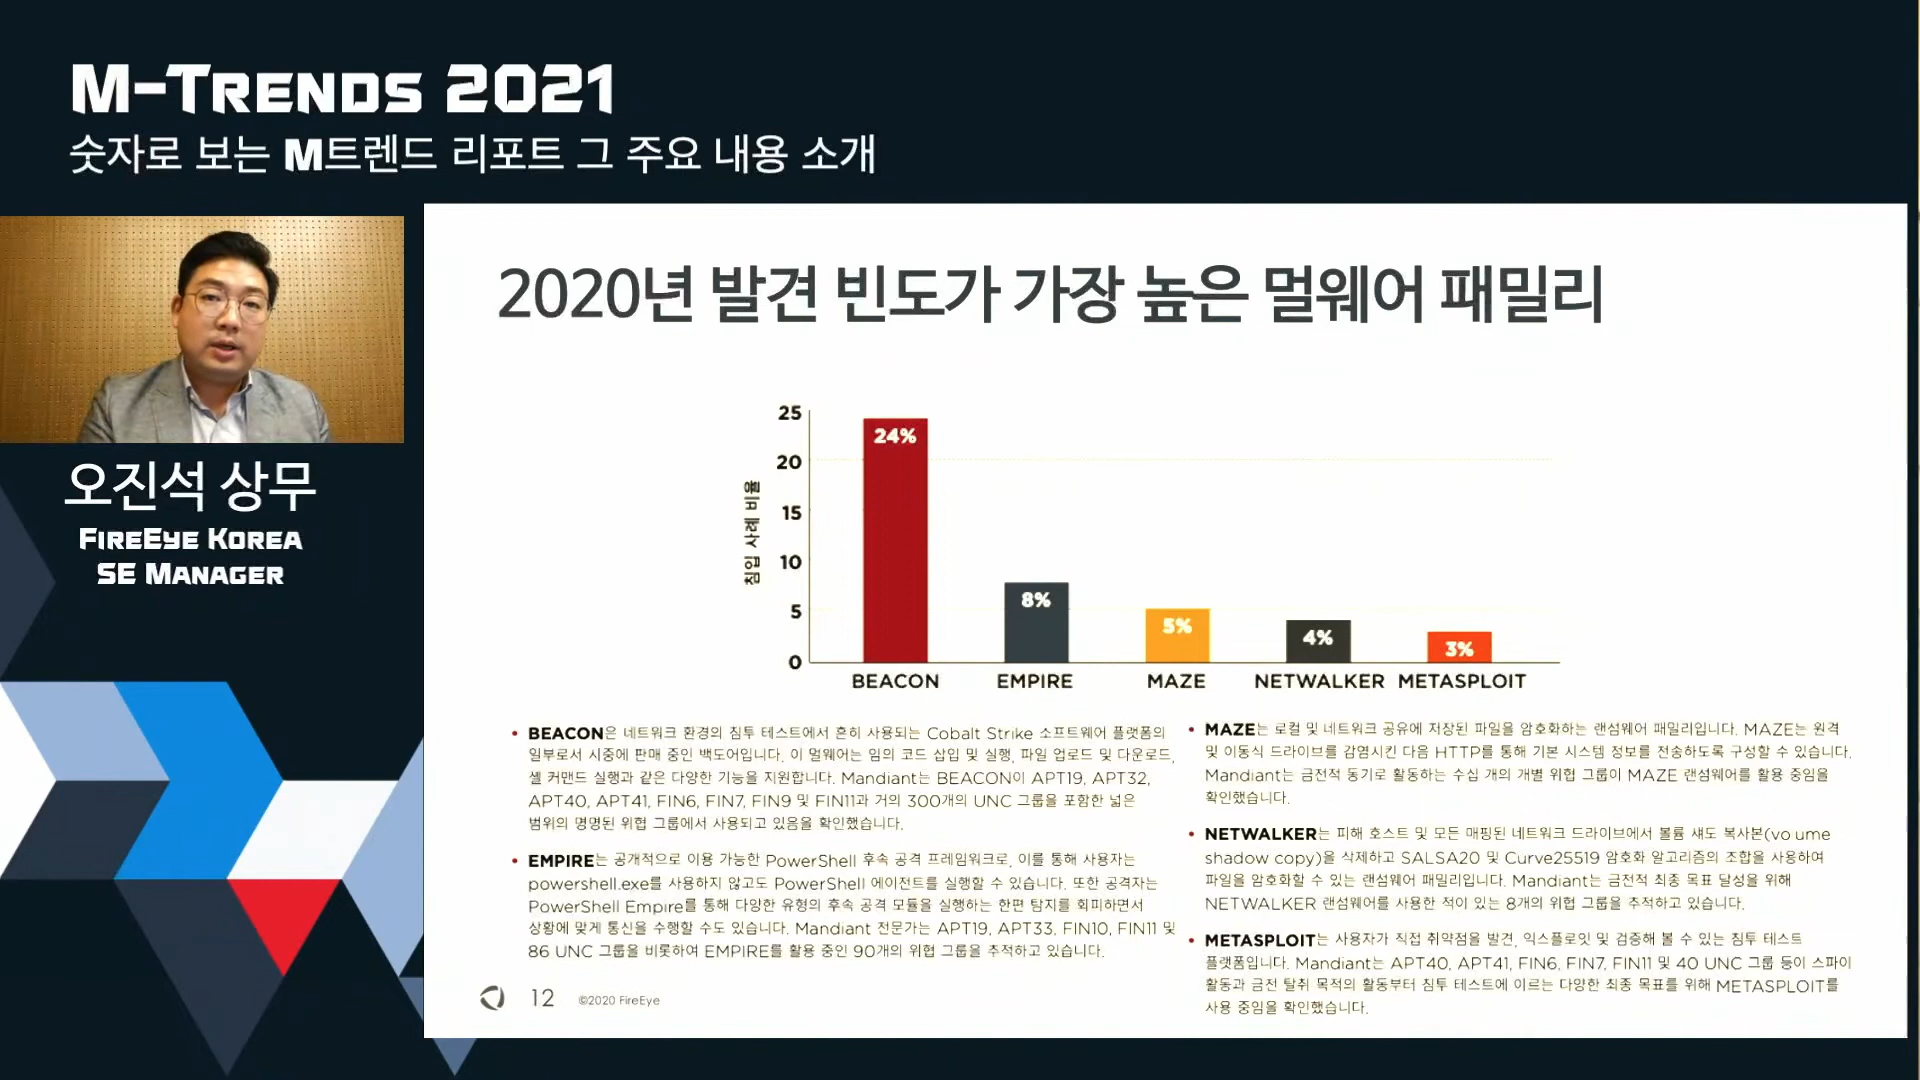 M-Trends 2021
숫자로 보는 M트렌드 리포트 그 주요 내용 소개
오진석 상무
FireEye Korea
SE Manager
2020년 발견 빈도가 가장 높은 멀웨어 패밀리
침입 사례 비율
25
20
15
10
5
0
24%
8%
5%
4%
3%
BEACON EMPIRE MAZE NETWALKER METASPLOIT
• BEACON은 네트워크 환경의 침투 테스트에서 흔히 사용되는 Cobalt Strike 소프트웨어 플랫폼의
일부로서 시중에 판매 중인 백도어입니다. 이 멀웨어는 임의 코드 삽입 및 실행, 파일 업로드 및 다운로드,
셸 커맨드 실행과 같은 다양한 기능을 지원합니다. Mandiant는 BEACON이 APT19, APT32,
APT40, APT41, FIN6, FIN7, FIN9 및 FIN11과 거의 300개의 UNC 그룹을 포함한 넓은
범위의 명명된 위협 그룹에서 사용되고 있음을 확인했습니다.
• EMPIRE는 공개적으로 이용 가능한 PowerShell 후속 공격 프레임워크로, 이를 통해 사용자는
powershell.exe를 사용하지 않고도 PowerShell 에이전트를 실행할 수 있습니다. 또한 공격자는
PowerShell Empire를 통해 다양한 유형의 후속 공격 모듈을 실행하는 한편 탐지를 회피하면서
상황에 맞게 통신을 수행할 수도 있습니다. Mandiant 전문가는 APT19, APT33, FIN10, FIN11 및
86 UNC 그룹을 비롯하여 EMPIRE를 활용 중인 90개의 위협 그룹을 추적하고 있습니다.
• MAZE는 로컬 및 네트워크 공유에 저장된 파일을 암호화하는 랜섬웨어 패밀리입니다. MAZE는 원격
및 이동식 드라이브를 감염시킨 다음 HTTP를 통해 기본 시스템 정보를 전송하도록 구성할 수 있습니다.
Mandiant는 금전적 동기로 활동하는 수십 개의 개별 위협 그룹이 MAZE 랜섬웨어를 활용 중임을
확인했습니다.
• NETWALKER는 피해 호스트 및 모든 매핑된 네트워크 드라이브에서 볼륨 섀도 복사본(vo ume
shadow copy)을 삭제하고 SALSA20 및 Curve25519 암호화 알고리즘의 조합을 사용하여
파일을 암호화할 수 있는 랜섬웨어 패밀리입니다. Mandiant는 금전적 최종 목표 달성을 위해
NETWALKER 랜섬웨어를 사용한 적이 있는 8개의 위협 그룹을 추적하고 있습니다.
• METASPLOIT는 사용자가 직접 취약점을 발견, 익스플로잇 및 검증해 볼 수 있는 침투 테스트
플랫폼입니다. Mandiant는 APT40, APT41, FIN6, FIN7, FIN11 및 40 UNC 그룹 등이 스파이
활동과 금전 탈취 목적의 활동부터 침투 테스트에 이르는 다양한 최종 목표를 위해 METASPLOIT를
사용 중임을 확인했습니다.
12 ©2020 FireEye